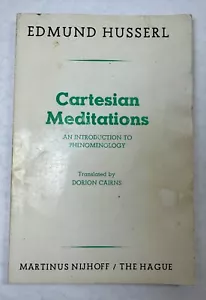 EDMUND HUSSERL
Cartesian
Meditations
AN INTRODUCTION TO
PHENOMENOLOGY
Translated by
DORION CAIRNS
MARTINUS NIJHOFF / THE HAGUE